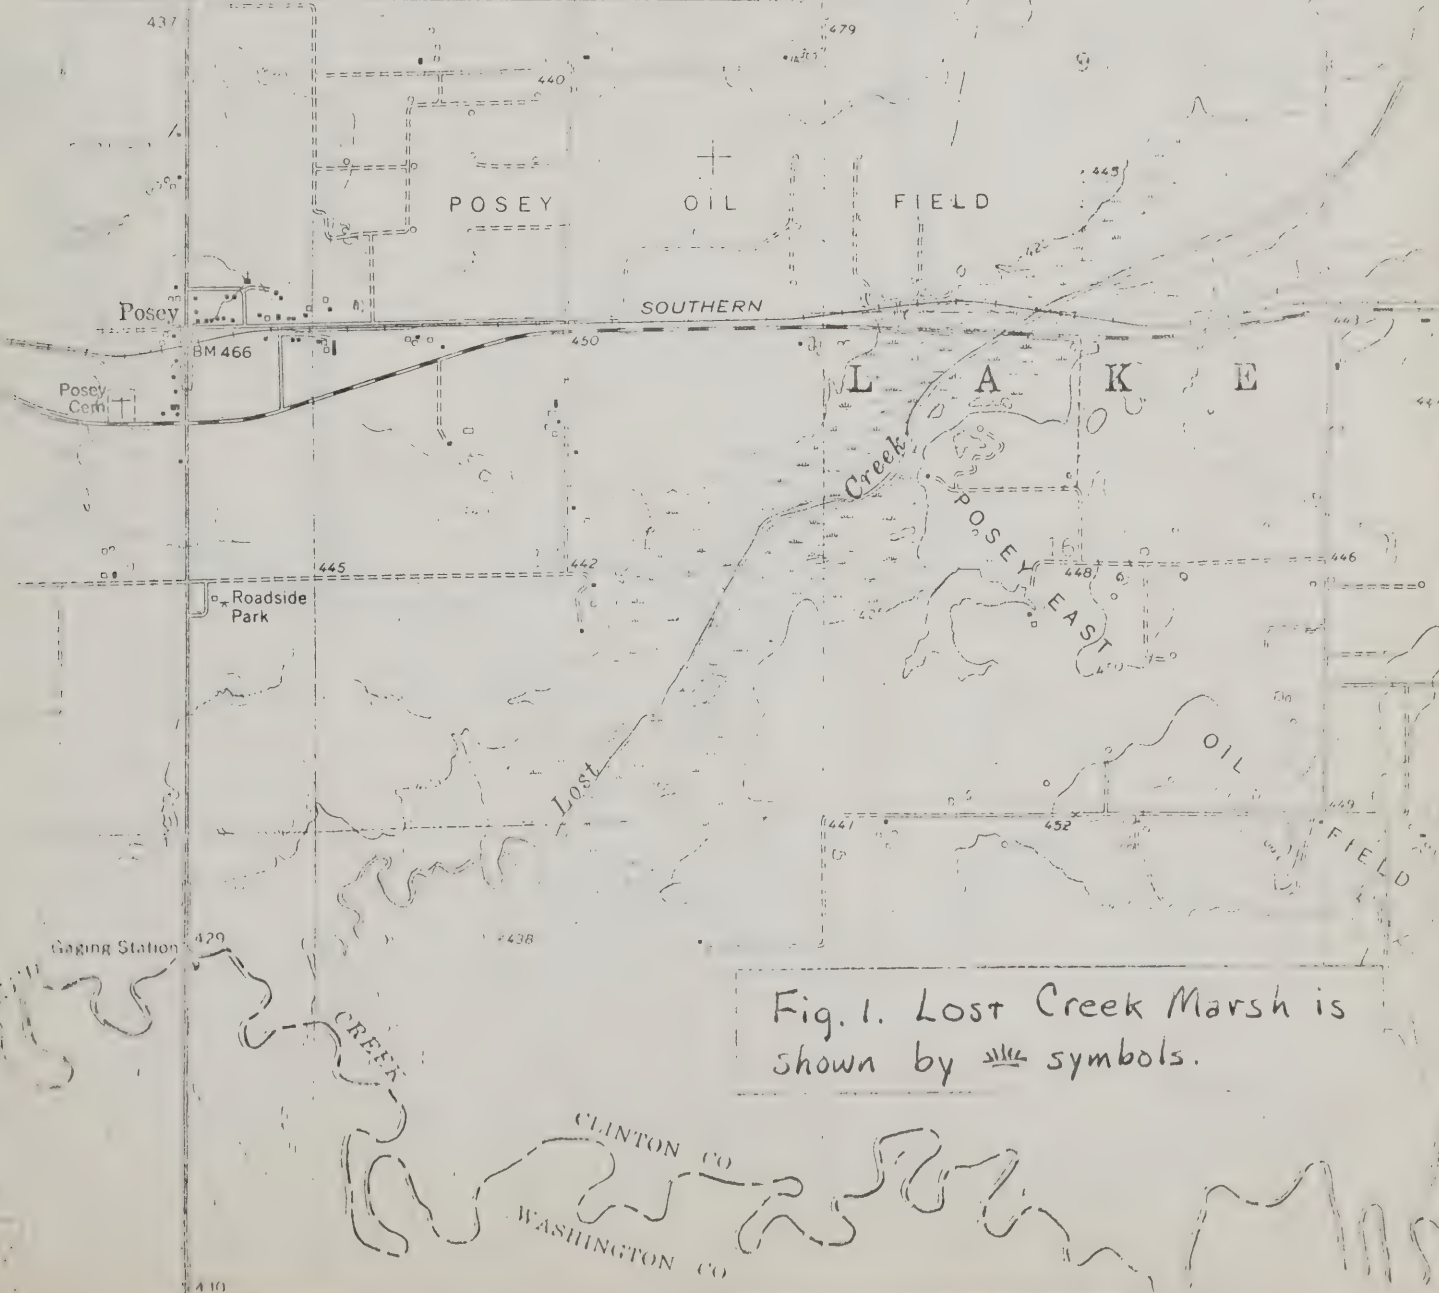 437
479
440
POSEY OIL FIELD
445
Posey
SOUTHERN
BM 466
450
443
L A K E
Posey
Cem
Creek
POSEY
16
445
442
448
446
Roadside
Park
EAST
Lost
OIL
441
452
449
FIELD
Gaging Station
429
438
CREEK
Fig. 1. Lost Creek Marsh is
shown by symbols.
CLINTON CO
WASHINGTON CO